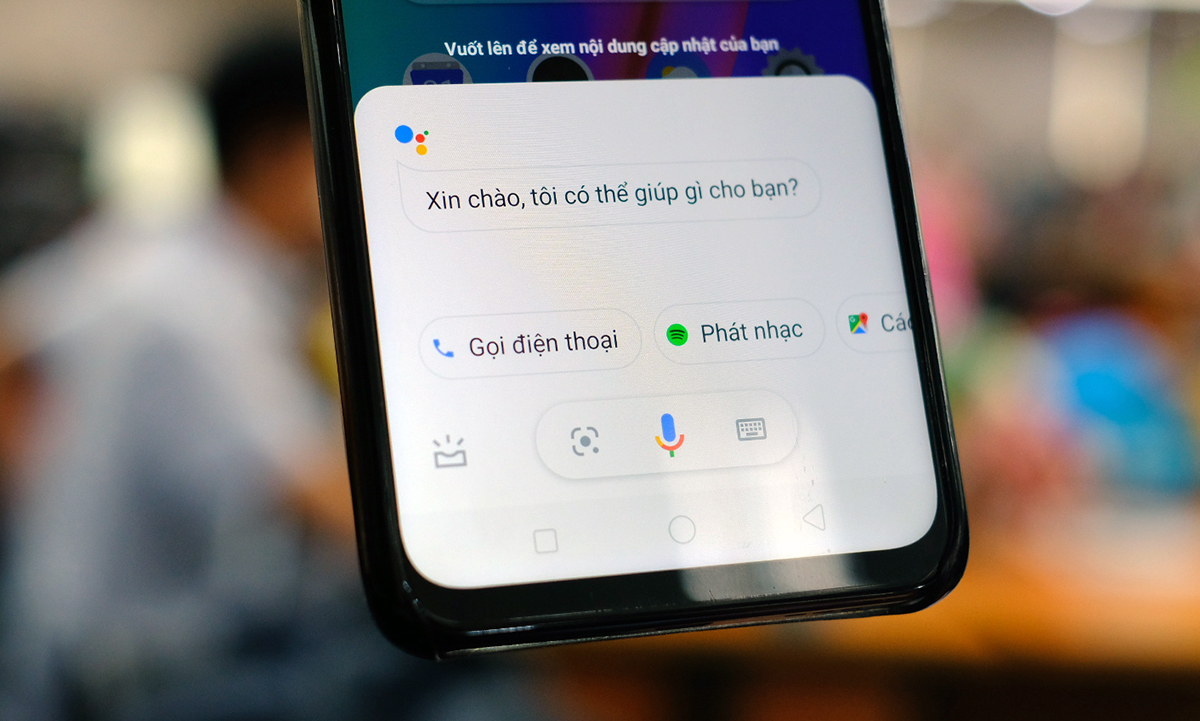 Vuốt lên để xem nội dung cập nhật của bạn
Xin chào, tôi có thể giúp gì cho bạn?
Gọi điện thoại
Phát nhạc